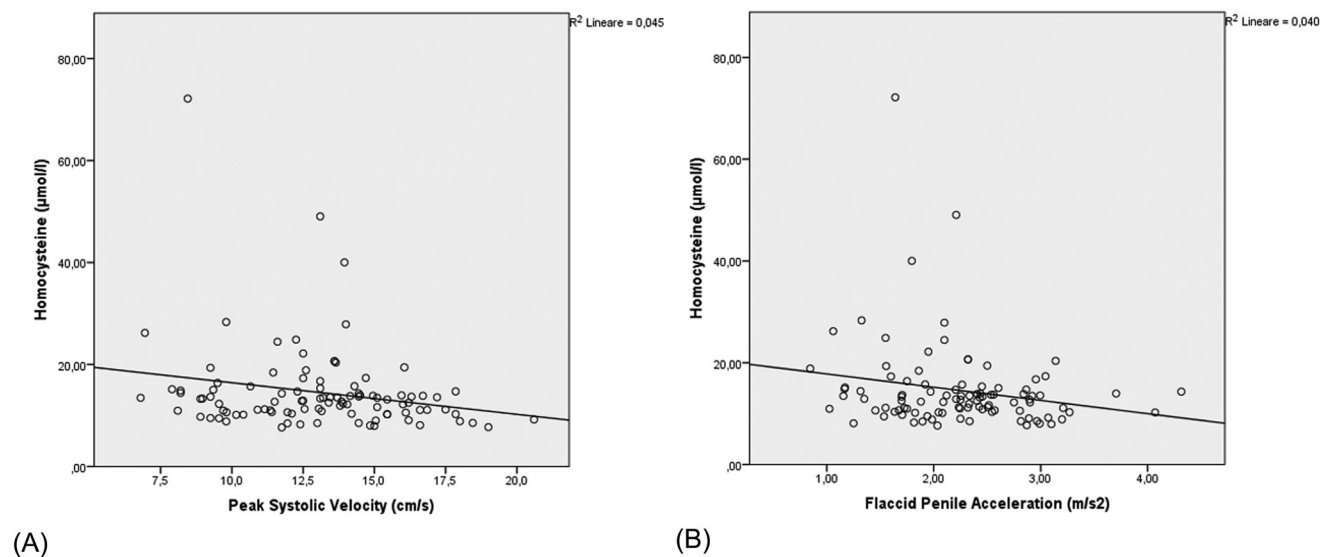 R² Lineare = 0,045
80,00
60,00
40,00
20,00
,00
Homocysteine (µmol/l)
7,5 10,0 12,5 15,0 17,5 20,0
Peak Systolic Velocity (cm/s)
(A)
R² Lineare = 0,040
80,00
60,00
40,00
20,00
,00
Homocysteine (µmol/l)
1,00 2,00 3,00 4,00
Flaccid Penile Acceleration (m/s2)
(B)